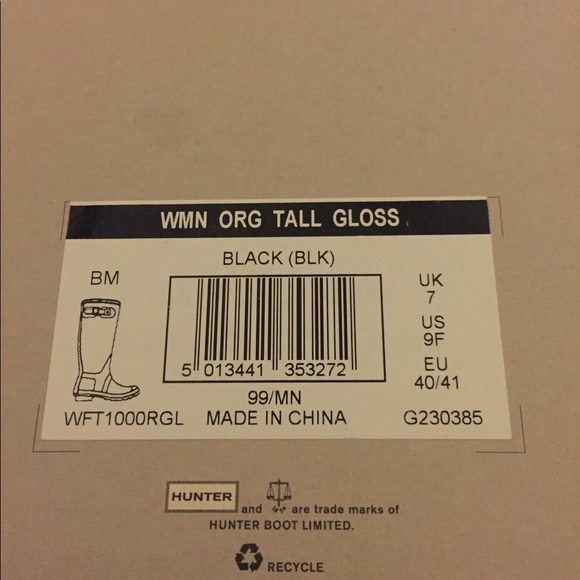 WMN ORG TALL GLOSS
BLACK (BLK)
BM
UK
7
US
9F
EU
40/41
5 013441 353272
99/MN
WFT1000RGL MADE IN CHINA G230385
HUNTER and are trade marks of
HUNTER BOOT LIMITED.
RECYCLE